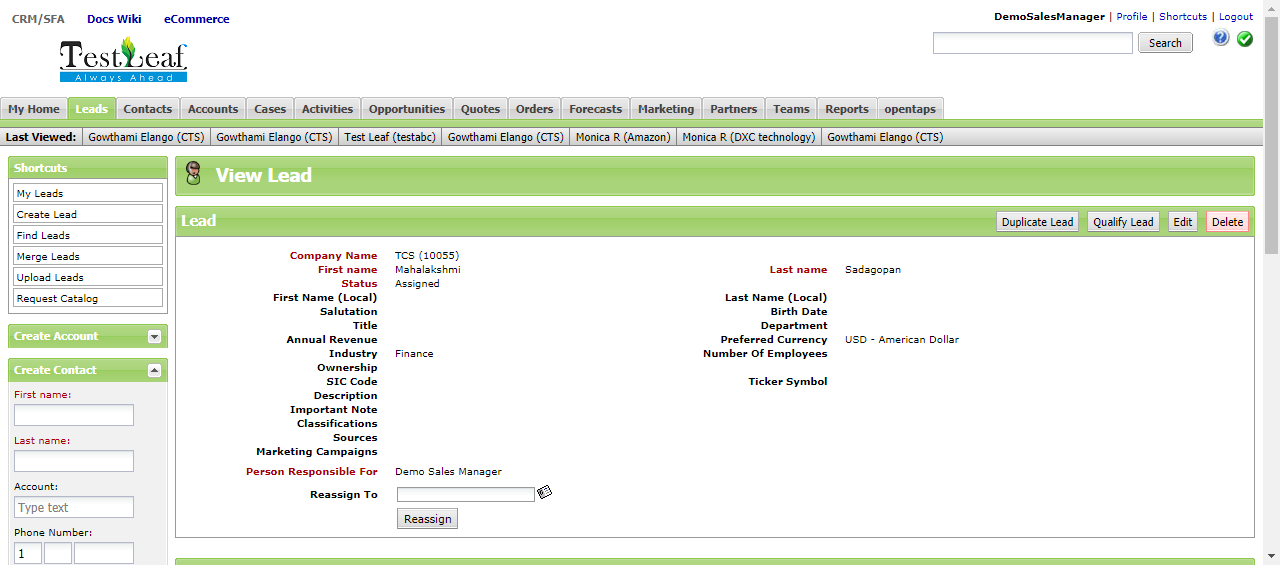 CRM/SFA Docs Wiki eCommerce
DemoSalesManager | Profile | Shortcuts | Logout
Search
TestLeaf
Always Ahead
My Home Leads Contacts Accounts Cases Activities Opportunities Quotes Orders Forecasts Marketing Partners Teams Reports opentaps
Last Viewed: Gowthami Elango (CTS) Gowthami Elango (CTS) Test Leaf (testabc) Gowthami Elango (CTS) Monica R (Amazon) Monica R (DXC technology) Gowthami Elango (CTS)
Shortcuts
My Leads
Create Lead
Find Leads
Merge Leads
Upload Leads
Request Catalog
Create Account
Create Contact
First name:
Last name:
Account:
Type text
Phone Number:
1
View Lead
Lead Duplicate Lead Qualify Lead Edit Delete
Company Name TCS (10055)
First name Mahalakshmi Last name Sadagopan
Status Assigned
First Name (Local) Last Name (Local)
Salutation Birth Date
Title Department
Annual Revenue Preferred Currency USD - American Dollar
Industry Finance Number Of Employees
Ownership
SIC Code Ticker Symbol
Description
Important Note
Classifications
Sources
Marketing Campaigns
Person Responsible For Demo Sales Manager
Reassign To
Reassign